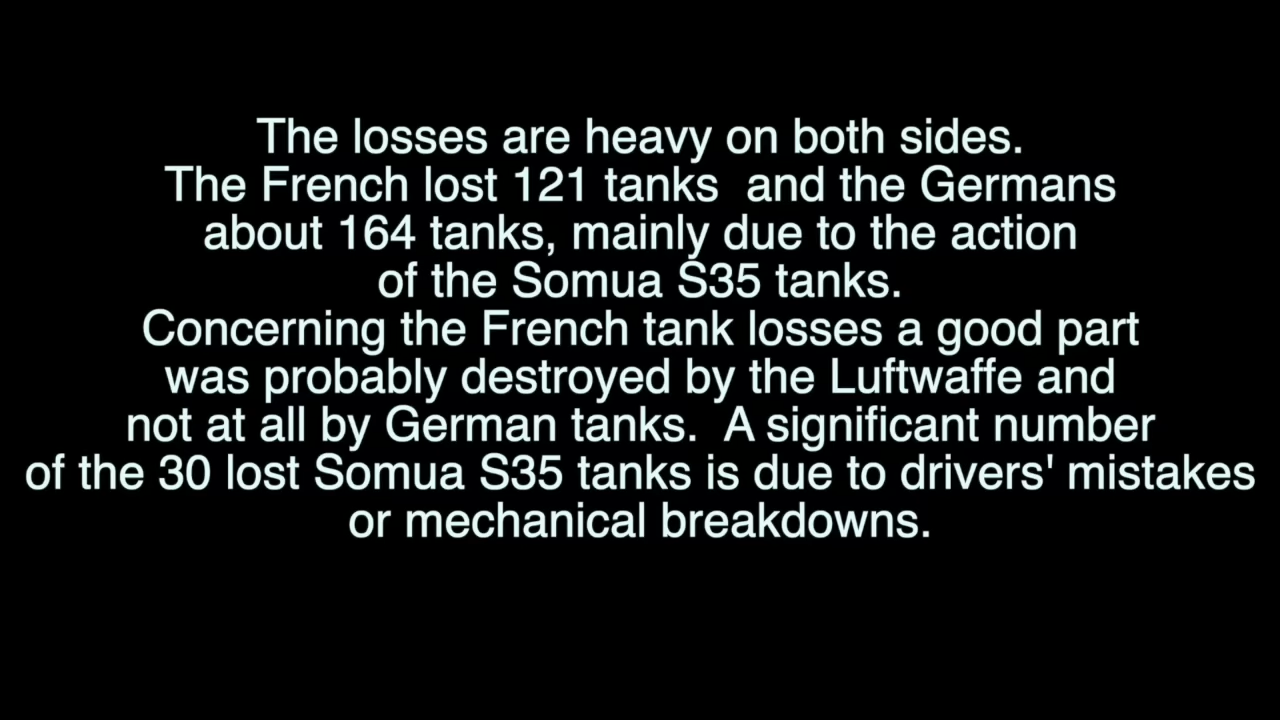 The losses are heavy on both sides.
The French lost 121 tanks  and the Germans
about 164 tanks, mainly due to the action
of the Somua S35 tanks.
Concerning the French tank losses a good part
was probably destroyed by the Luftwaffe and
not at all by German tanks.  A significant number
of the 30 lost Somua S35 tanks is due to drivers' mistakes
or mechanical breakdowns.